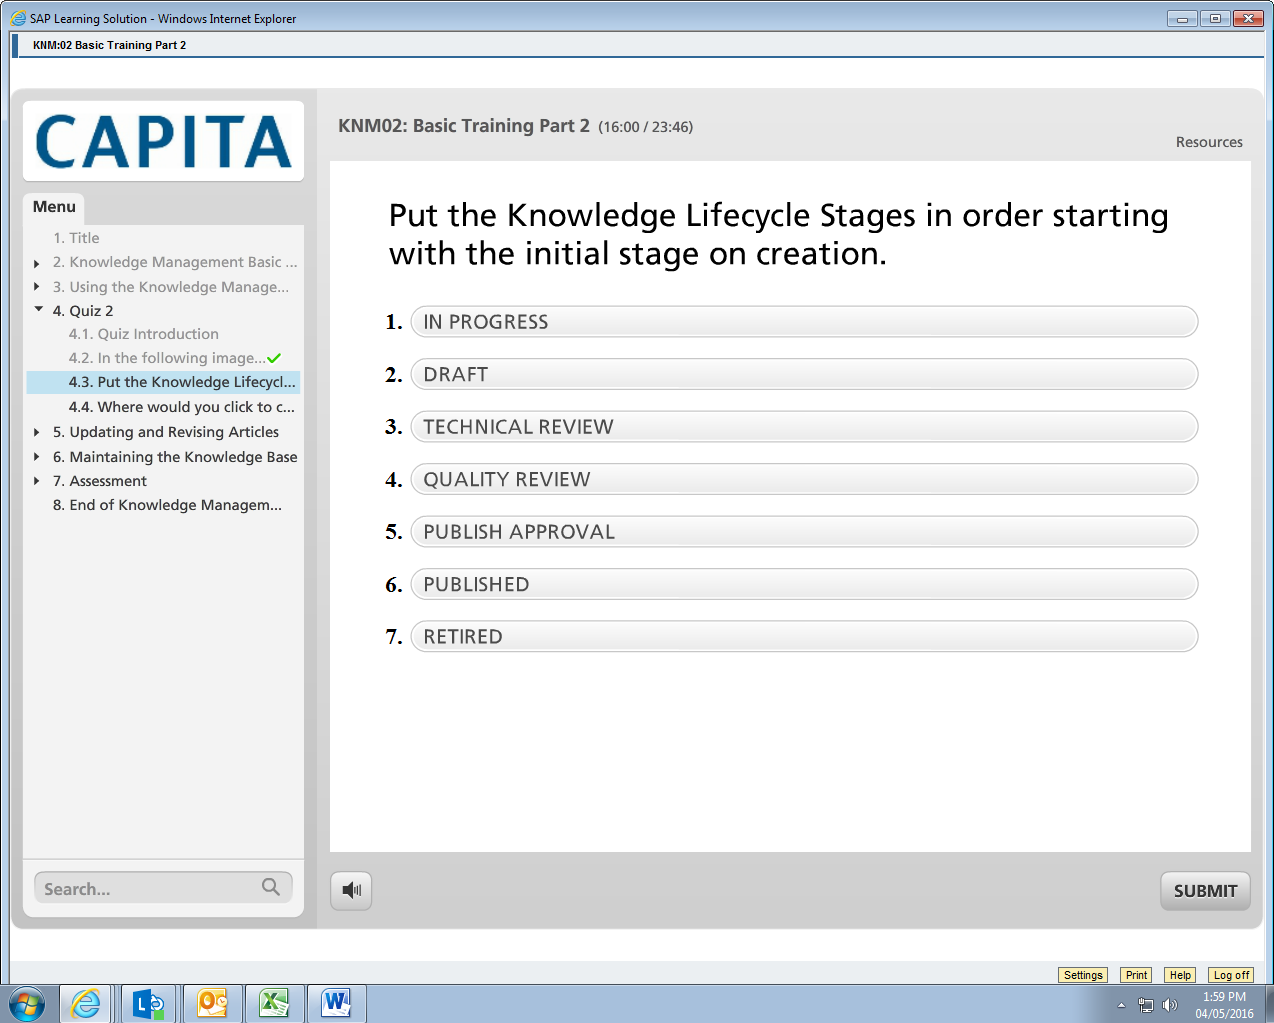 SAP Learning Solution - Windows Internet Explorer
KNM:02 Basic Training Part 2
CAPITA
KNM02: Basic Training Part 2 (16:00 / 23:46)
Resources
Menu
1. Title
2. Knowledge Management Basic ...
3. Using the Knowledge Manage...
4. Quiz 2
4.1. Quiz Introduction
4.2. In the following image...
4.3. Put the Knowledge Lifecycl...
4.4. Where would you click to c...
5. Updating and Revising Articles
6. Maintaining the Knowledge Base
7. Assessment
8. End of Knowledge Managem...
Search...
Put the Knowledge Lifecycle Stages in order starting
with the initial stage on creation.
1. IN PROGRESS
2. DRAFT
3. TECHNICAL REVIEW
4. QUALITY REVIEW
5. PUBLISH APPROVAL
6. PUBLISHED
7. RETIRED
SUBMIT
Settings Print Help Log off
1:59 PM
04/05/2016